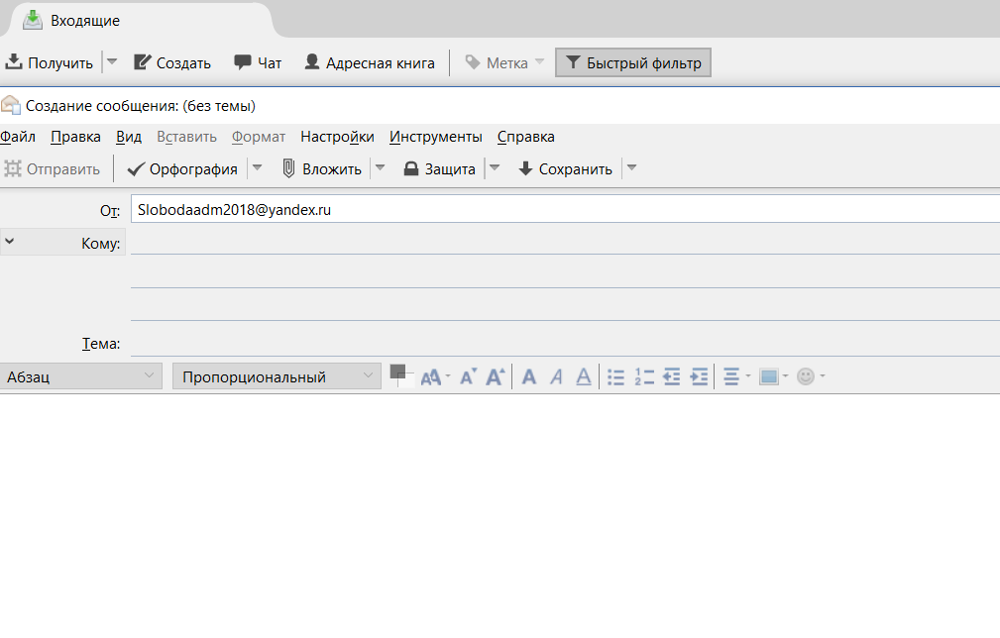 Входящие
Получить Создать Чат Адресная книга Метка Быстрый фильтр
Создание сообщения: (без темы)
Файл Правка Вид Вставить Формат Настройки Инструменты Справка
Отправить Орфография Вложить Защита Сохранить
От: Slobodaadm2018@yandex.ru
Кому:
Тема:
Абзац Пропорциональный